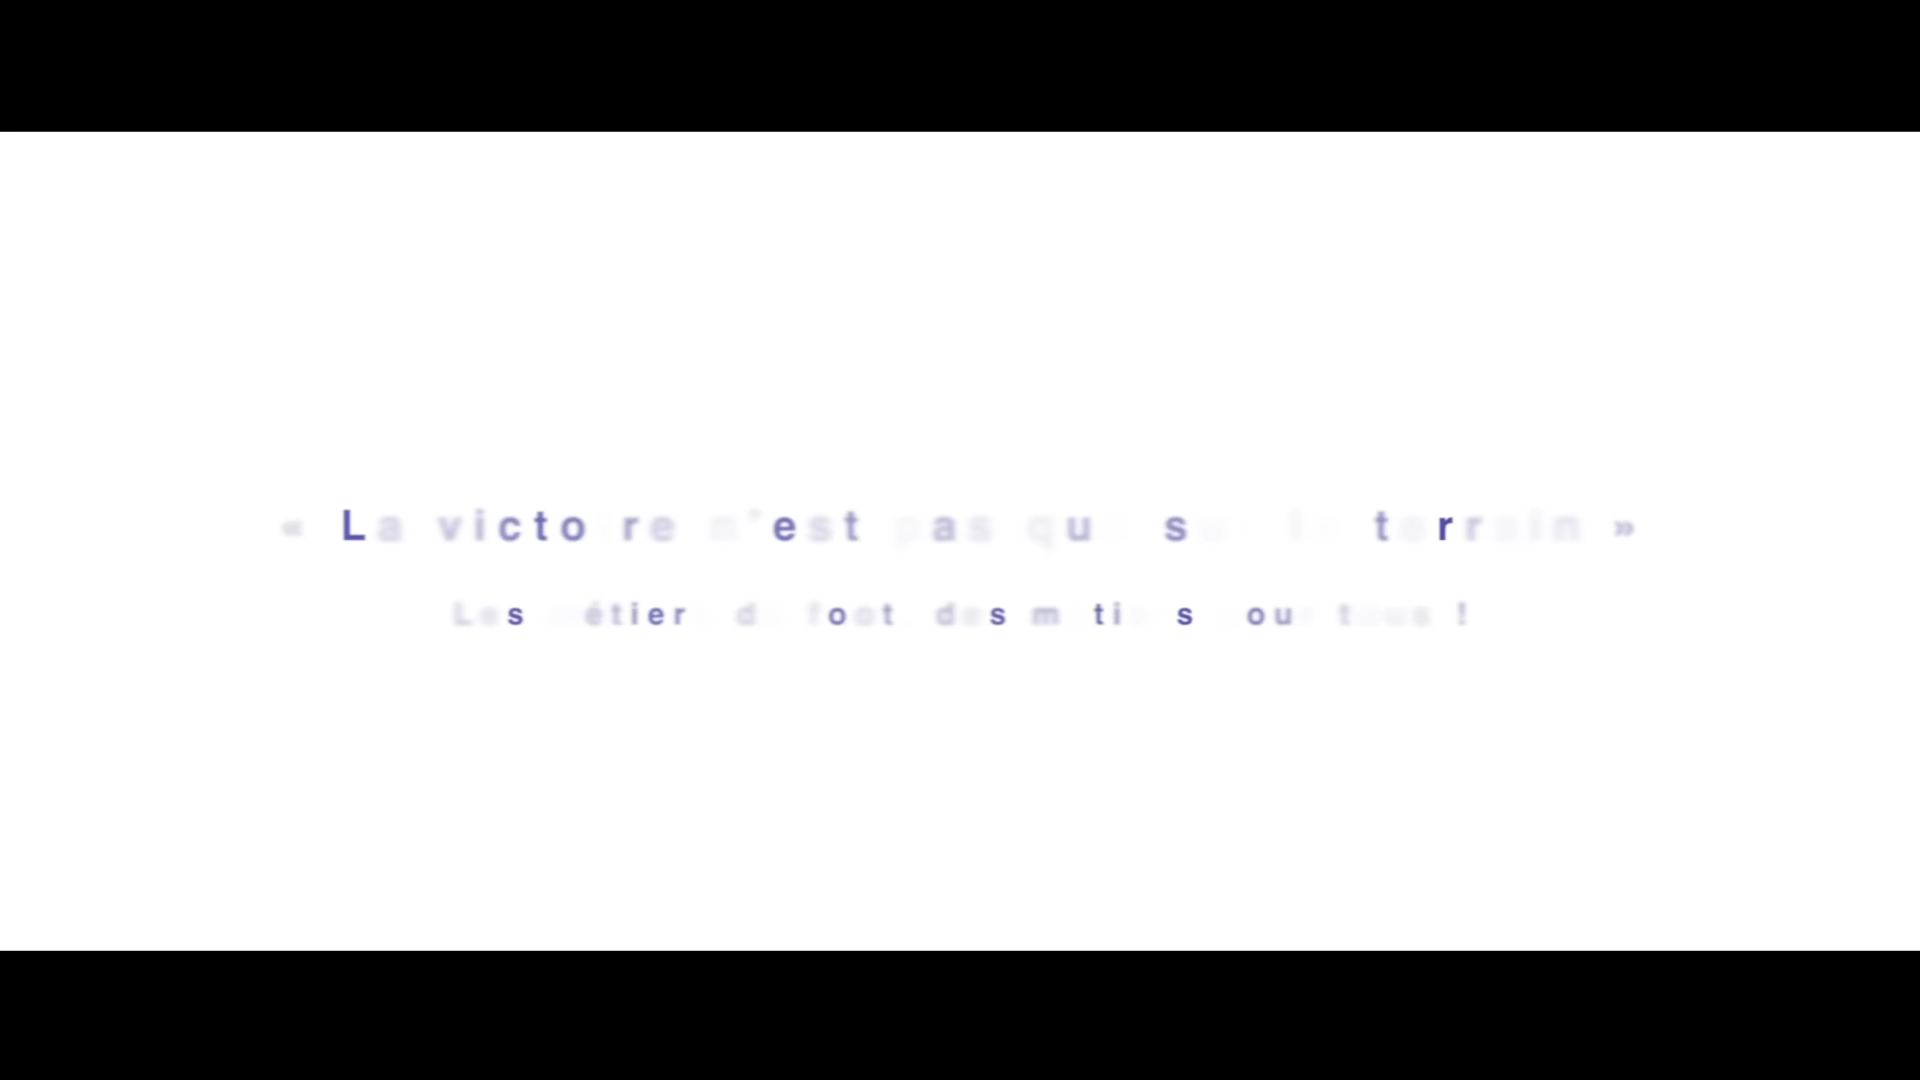 « La victoire n'est pas que sur le terrain »
Les métiers du foot des métiers pour tous !